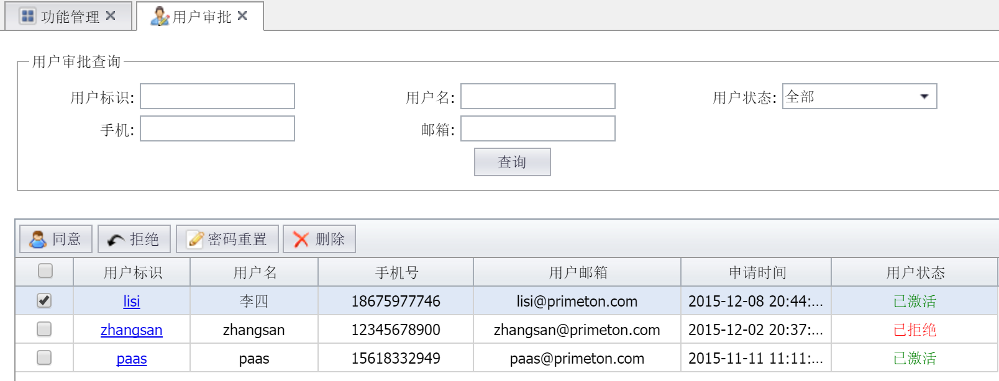 功能管理 用户审批
用户审批查询
用户标识: 用户名: 用户状态: 全部
手机: 邮箱:
查询
同意 拒绝 密码重置 删除
用户标识 用户名 手机号 用户邮箱 申请时间 用户状态
lisi 李四 18675977746 lisi@primeton.com 2015-12-08 20:44:... 已激活
zhangsan zhangsan 12345678900 zhangsan@primeton.com 2015-12-02 20:37:... 已拒绝
paas paas 15618332949 paas@primeton.com 2015-11-11 11:11:... 已激活